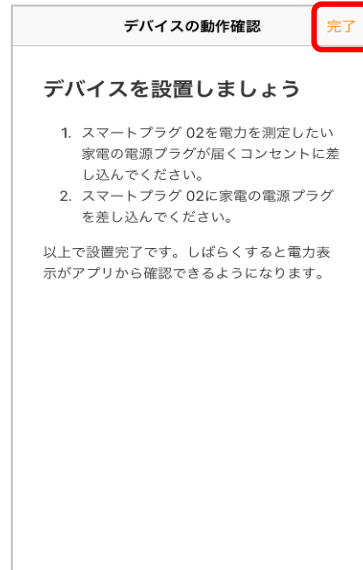 デバイスの動作確認 完了
デバイスを設置しましょう
1. スマートプラグ 02を電力を測定したい
家電の電源プラグが届くコンセントに差
し込んでください。
2. スマートプラグ 02に家電の電源プラグ
を差し込んでください。
以上で設置完了です。しばらくすると電力表
示がアプリから確認できるようになります。